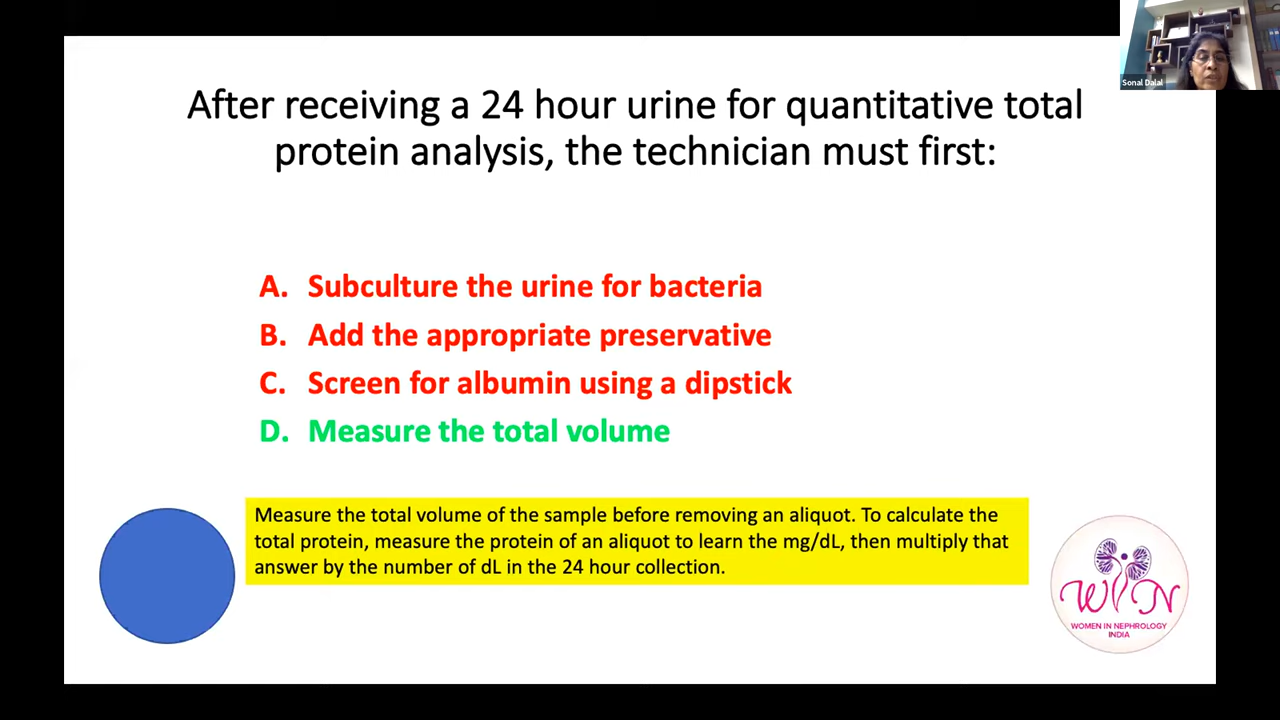 Sonal Dalal
After receiving a 24 hour urine for quantitative total
protein analysis, the technician must first:
A. Subculture the urine for bacteria
B. Add the appropriate preservative
C. Screen for albumin using a dipstick
D. Measure the total volume
Measure the total volume of the sample before removing an aliquot. To calculate the
total protein, measure the protein of an aliquot to learn the mg/dL, then multiply that
answer by the number of dL in the 24 hour collection.
WIN
WOMEN IN NEPHROLOGY
INDIA